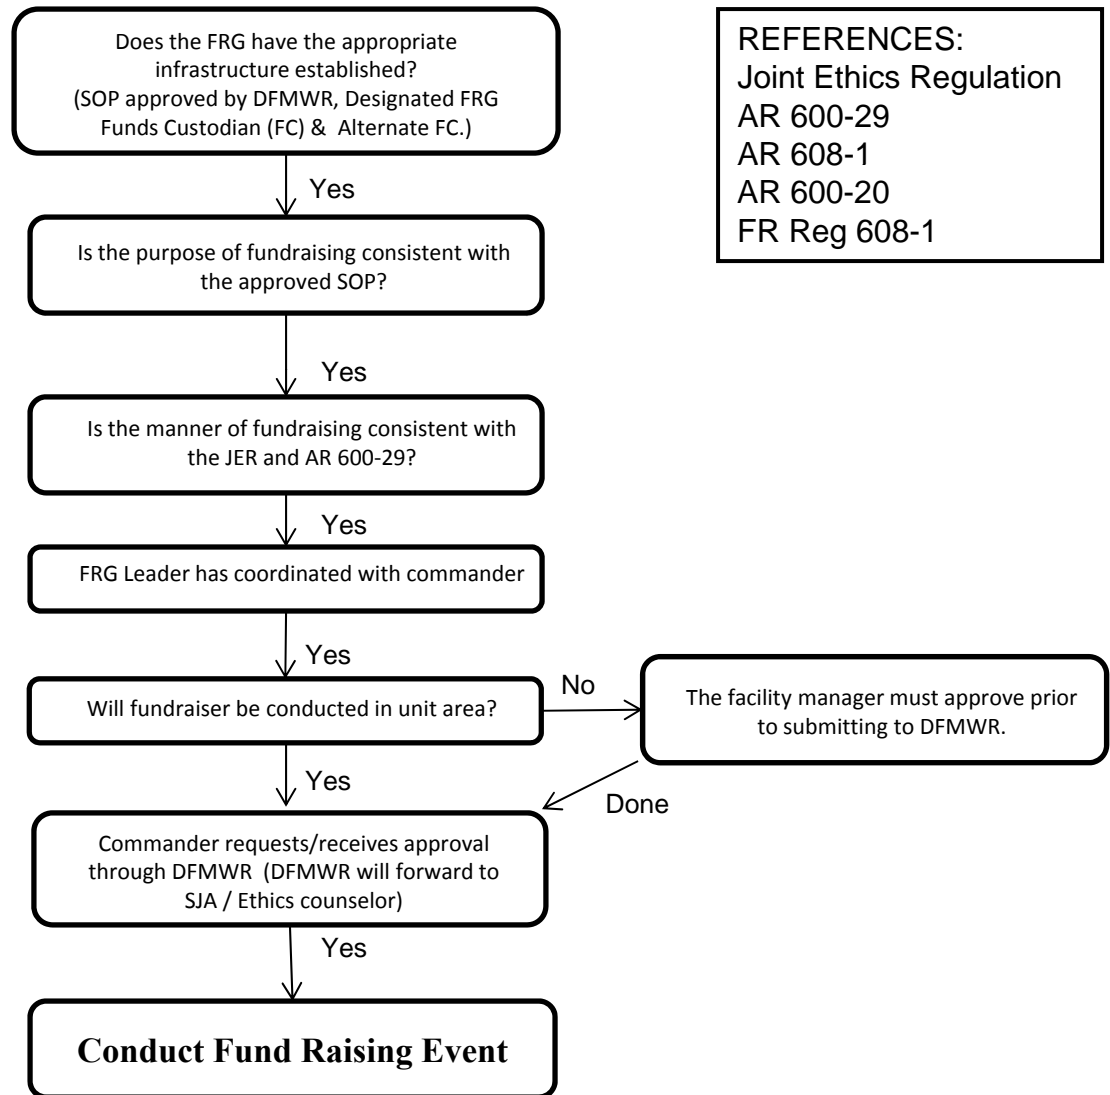 Does the FRG have the appropriate
infrastructure established?
(SOP approved by DFMWR, Designated FRG
Funds Custodian (FC) & Alternate FC.)
REFERENCES:
Joint Ethics Regulation
AR 600-29
AR 608-1
AR 600-20
FR Reg 608-1
Yes
Is the purpose of fundraising consistent with
the approved SOP?
Yes
Is the manner of fundraising consistent with
the JER and AR 600-29?
Yes
FRG Leader has coordinated with commander
Yes
Will fundraiser be conducted in unit area?
No
The facility manager must approve prior
to submitting to DFMWR.
Yes
Done
Commander requests/receives approval
through DFMWR (DFMWR will forward to
SJA / Ethics counselor)
Yes
Conduct Fund Raising Event